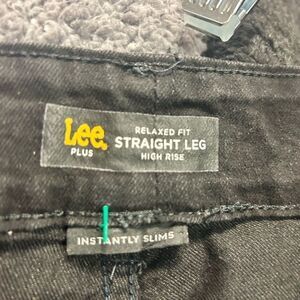 Lee
PLUS
RELAXED FIT
STRAIGHT LEG
HIGH RISE
INSTANTLY SLIMS